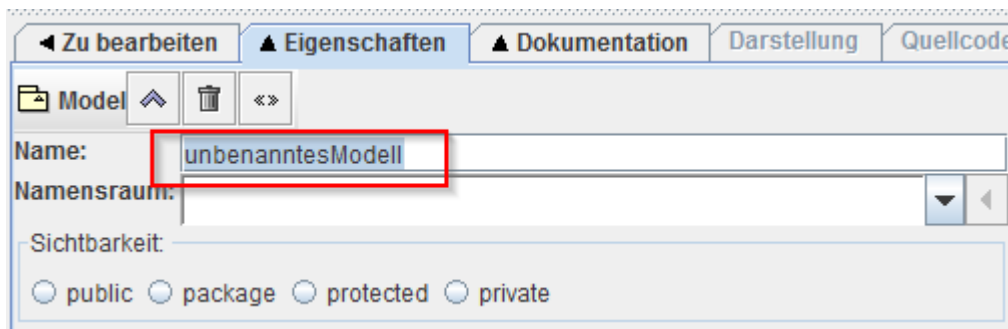 Zu bearbeiten Eigenschaften Dokumentation Darstellung Quellcode
Model «»
Name: unbenanntesModell
Namensraum:
Sichtbarkeit:
public package protected private